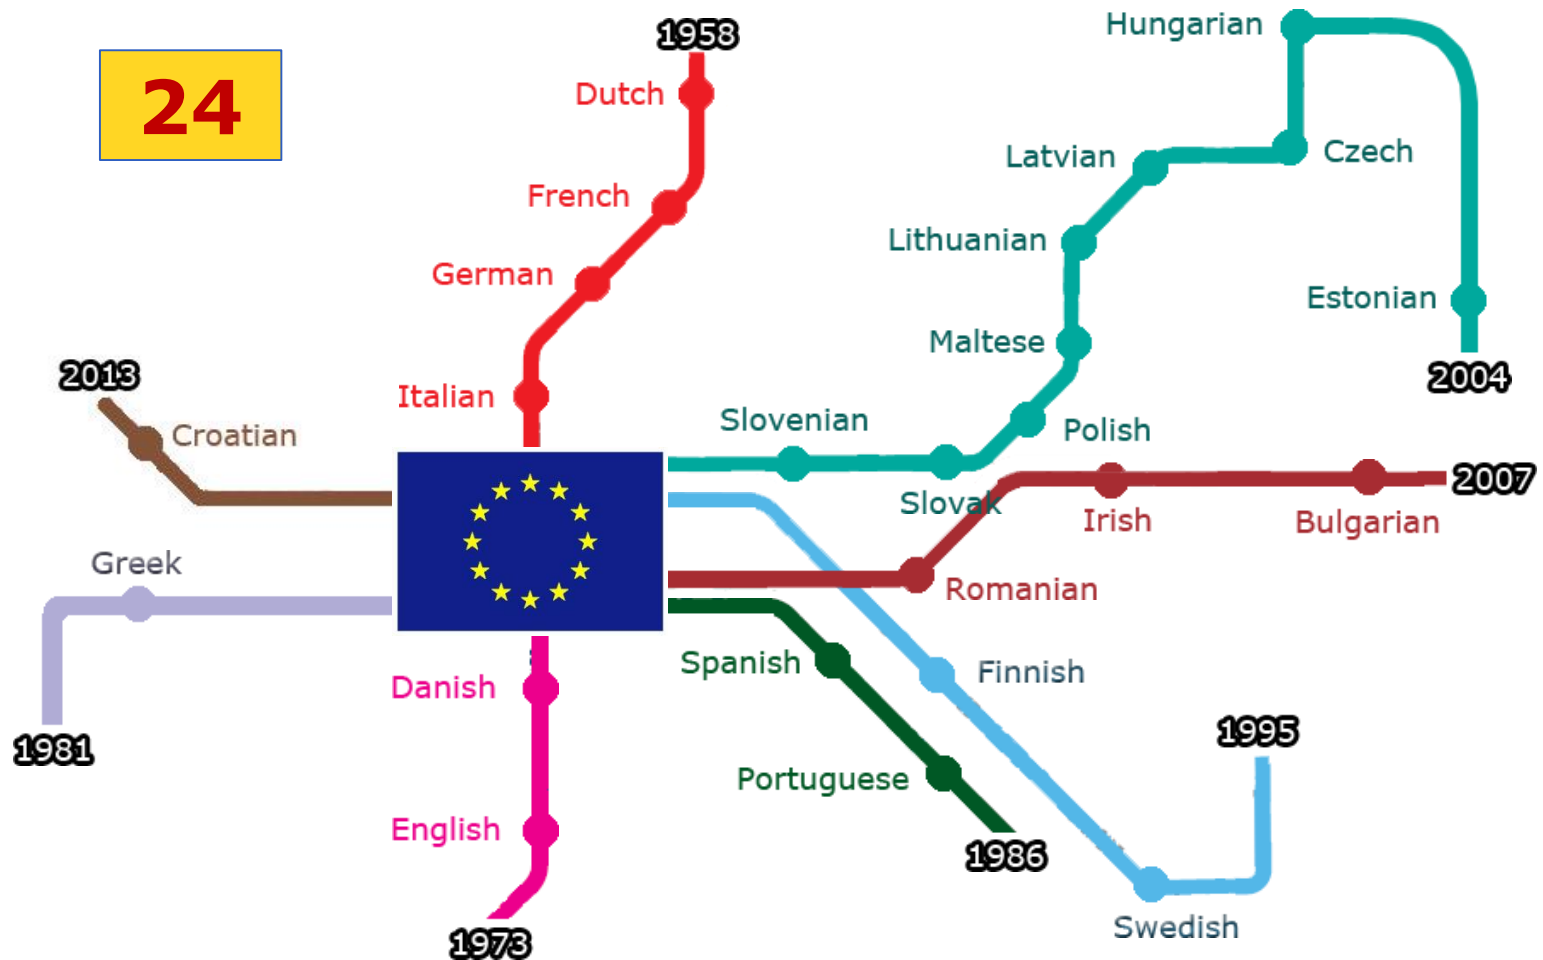 24
1958
Dutch
French
German
Italian
2013
Croatian
Greek
1981
Danish
English
1973
Hungarian
Latvian
Czech
Lithuanian
Estonian
Maltese
2004
Slovenian
Polish
Slovak
2007
Irish
Bulgarian
Romanian
Spanish
Finnish
Portuguese
1995
1986
Swedish